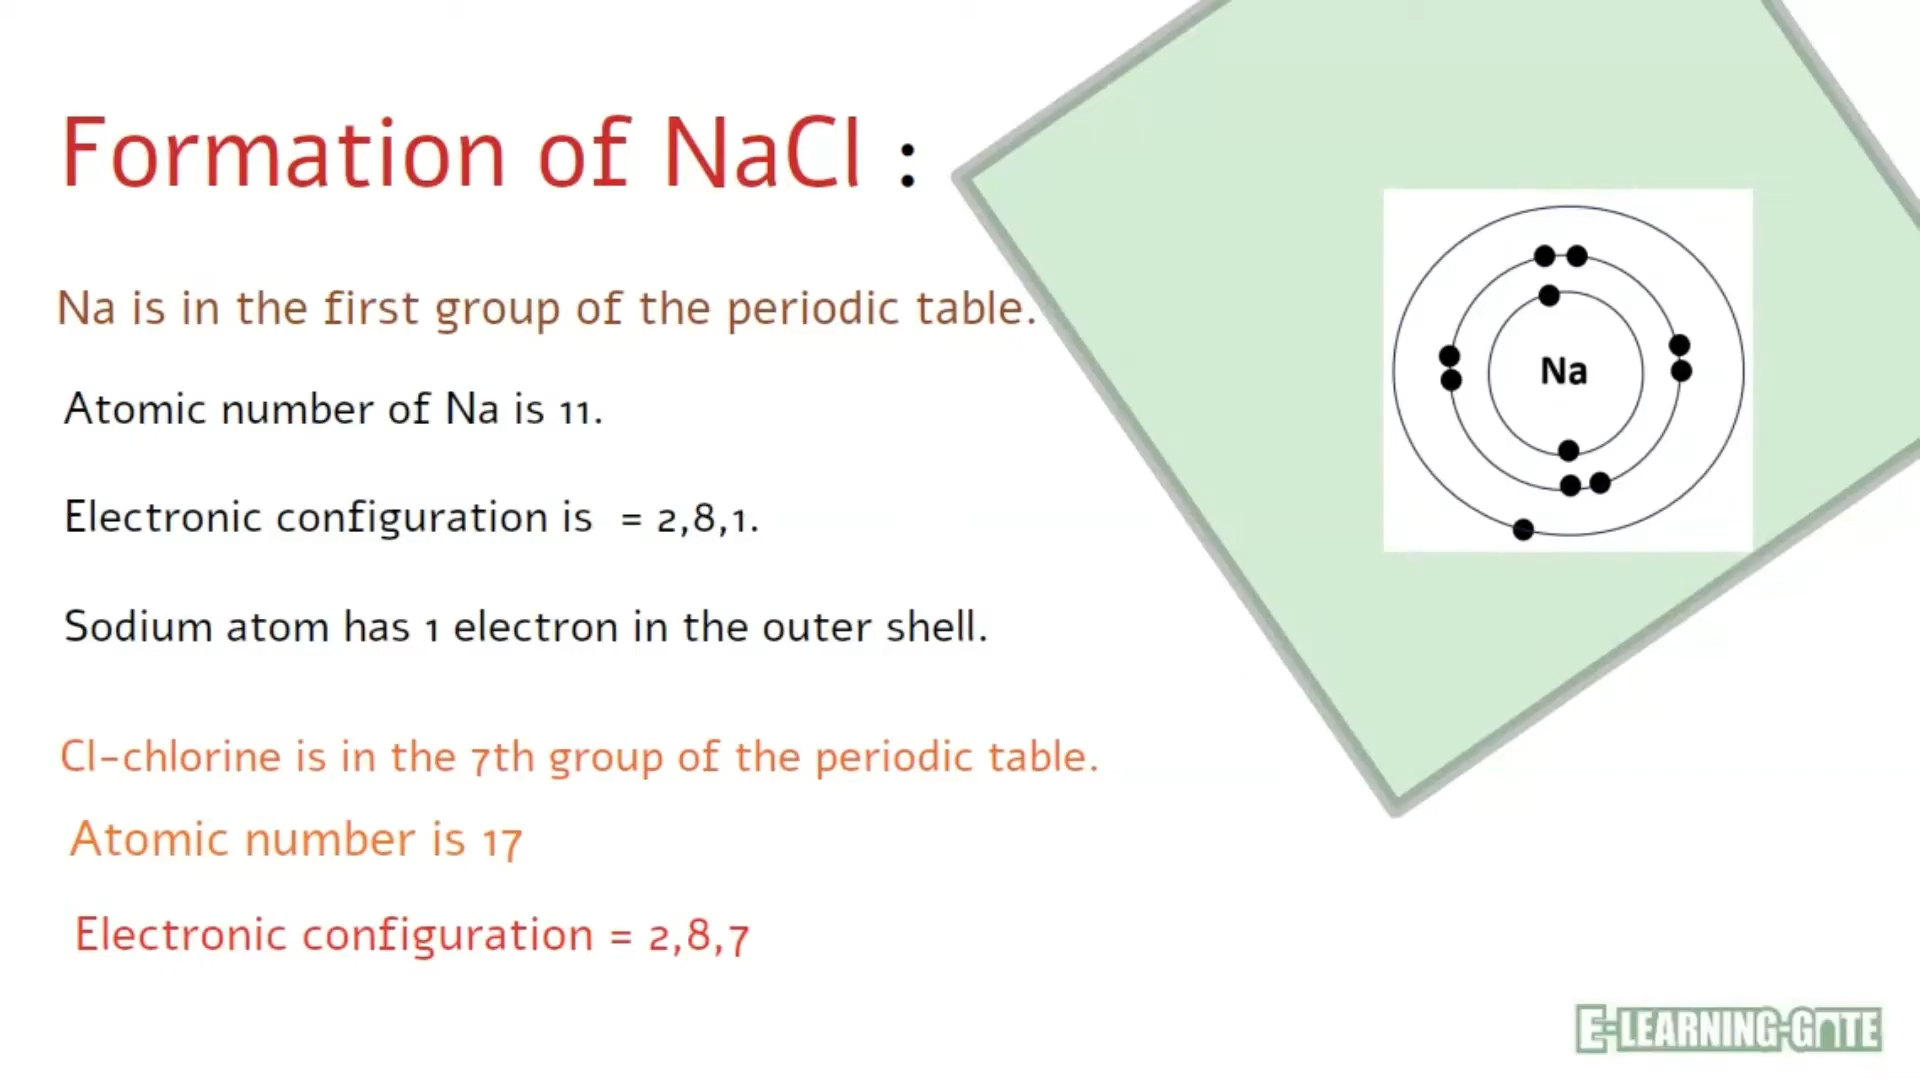 Formation of NaCl :
Na is in the first group of the periodic table.
Atomic number of Na is 11.
Electronic configuration is = 2,8,1.
Sodium atom has 1 electron in the outer shell.
Cl-chlorine is in the 7th group of the periodic table.
Atomic number is 17
Electronic configuration = 2,8,7
Na
E-LEARNING-GATE